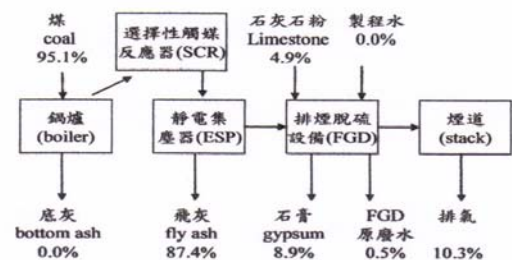 煤
coal
95.1%
選擇性觸媒
反應器(SCR)
石灰石粉
Limestone
4.9%
製程水
0.0%
鍋爐
(boiler)
靜電集
塵器(ESP)
排煙脫硫
設備(FGD)
煙道
(stack)
底灰
bottom ash
0.0%
飛灰
fly ash
87.4%
石膏
gypsum
8.9%
FGD
原廢水
0.5%
排氣
10.3%